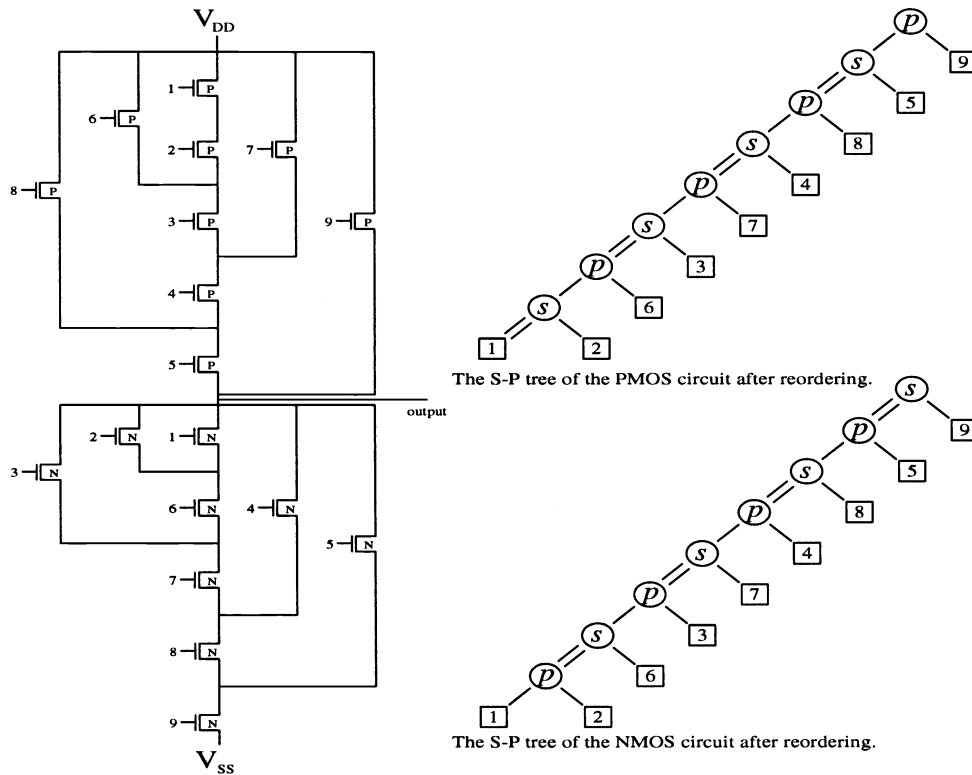 V_DD
1 P
6 P
2 P
7 P
8 P
3 P
9 P
4 P
5 P
output
2 N
1 N
3 N
6 N
4 N
5 N
7 N
8 N
9 N
V_SS
p
s 9
p 5
s 8
p 4
s 7
p 3
s 6
1 2
The S-P tree of the PMOS circuit after reordering.
s
p 9
s 5
p 8
s 4
p 7
s 3
p 6
1 2
The S-P tree of the NMOS circuit after reordering.